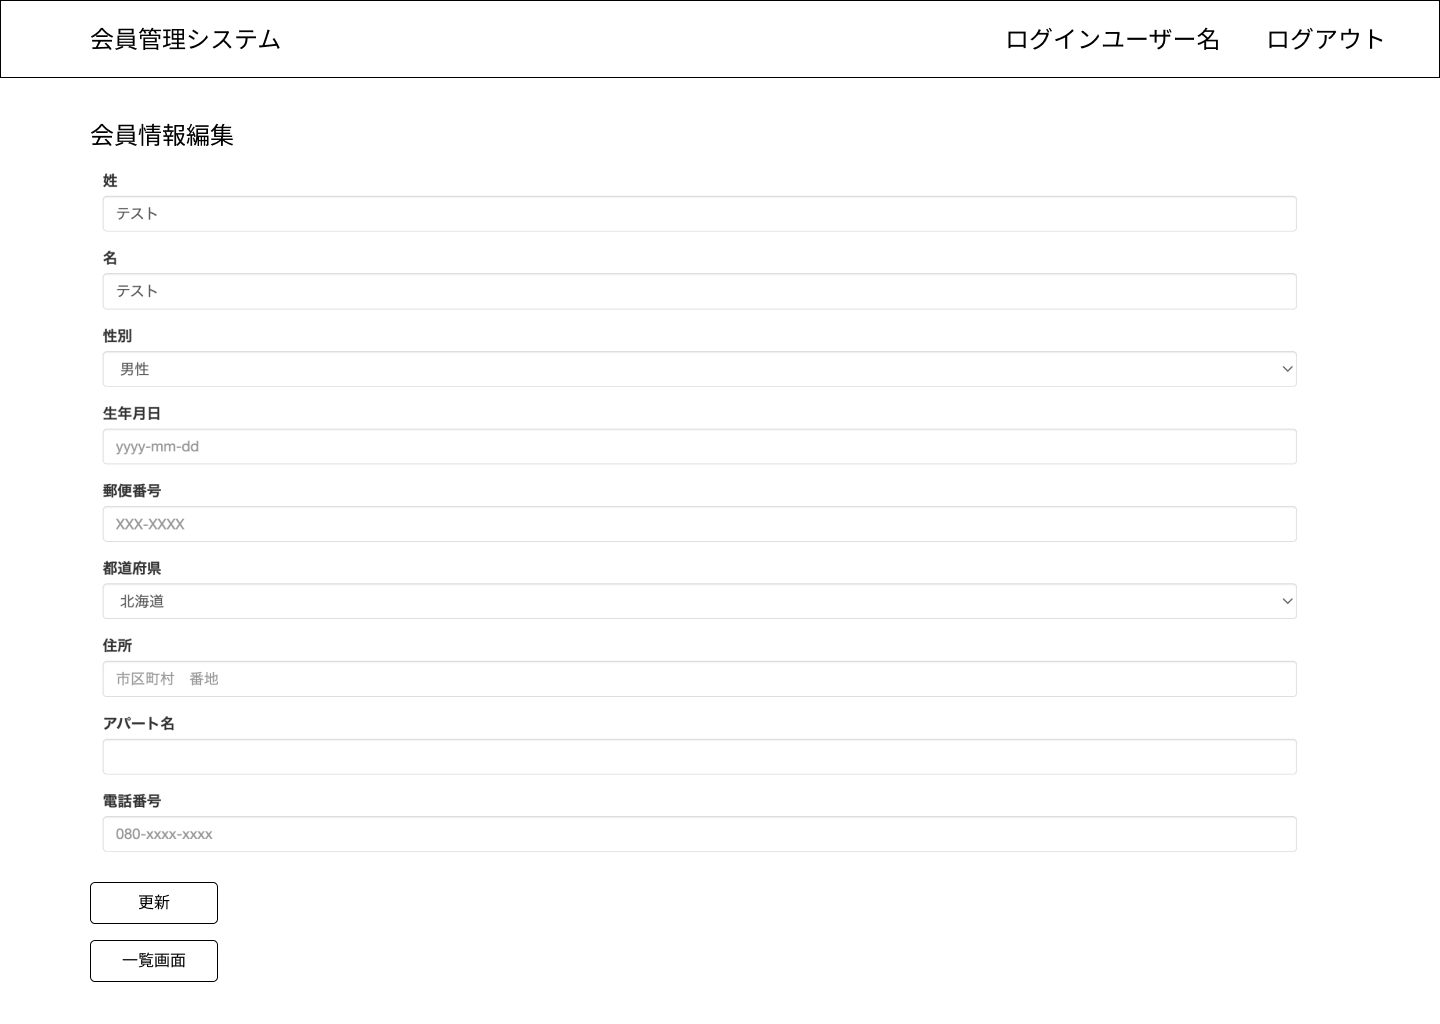 会員管理システム ログインユーザー名 ログアウト
会員情報編集
姓
テスト
名
テスト
性別
男性
生年月日
yyyy-mm-dd
郵便番号
XXX-XXXX
都道府県
北海道
住所
市区町村　番地
アパート名
電話番号
080-xxxx-xxxx
更新
一覧画面